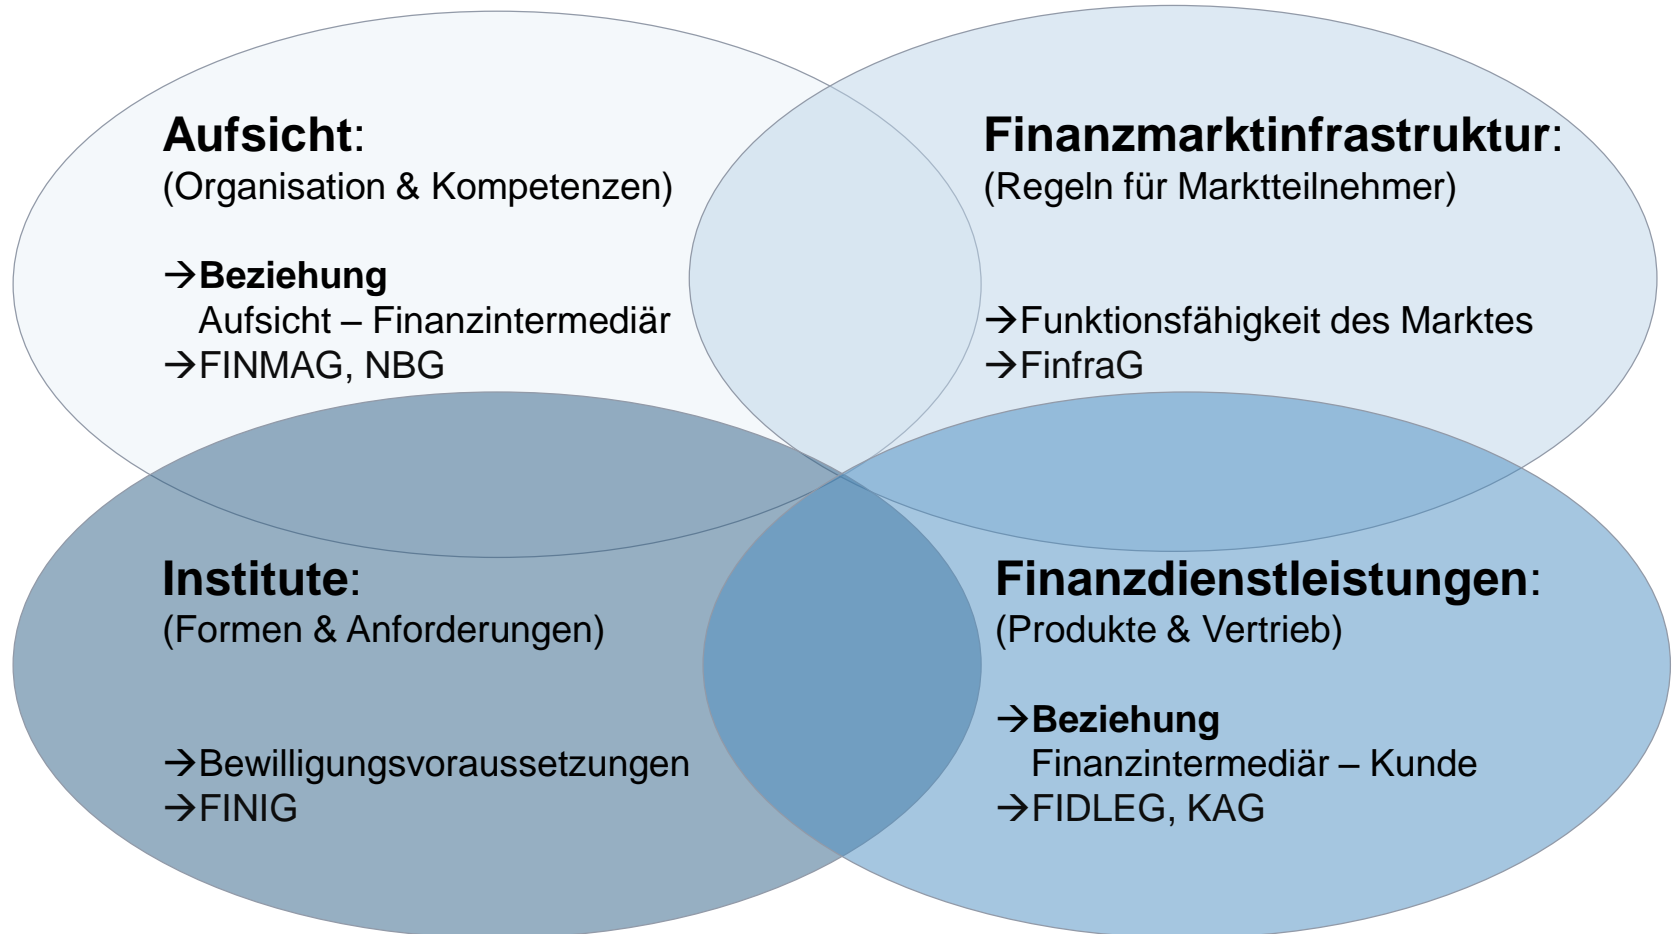 Aufsicht:
(Organisation & Kompetenzen)
→Beziehung
Aufsicht – Finanzintermediär
→FINMAG, NBG
Finanzmarktinfrastruktur:
(Regeln für Marktteilnehmer)
→Funktionsfähigkeit des Marktes
→FinfraG
Institute:
(Formen & Anforderungen)
→Bewilligungsvoraussetzungen
→FINIG
Finanzdienstleistungen:
(Produkte & Vertrieb)
→Beziehung
Finanzintermediär – Kunde
→FIDLEG, KAG